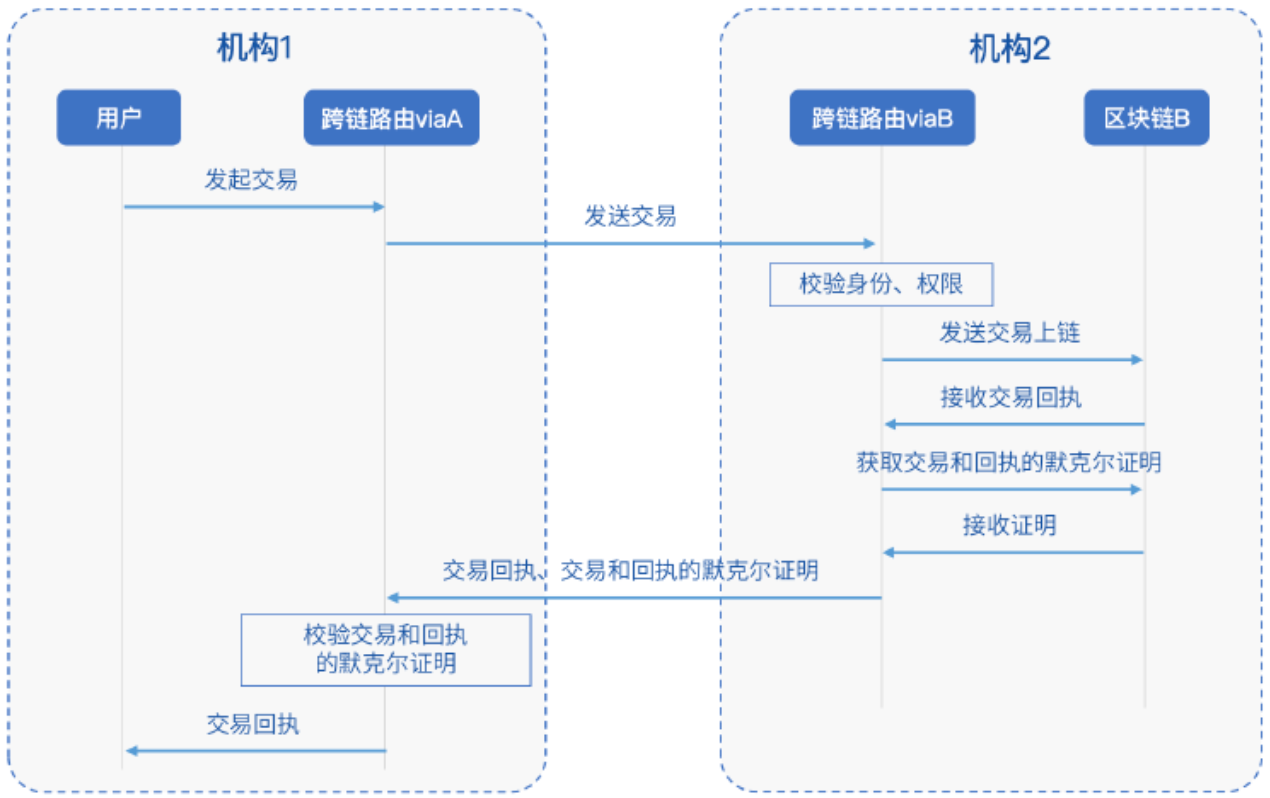 机构1
机构2
用户
跨链路由viaA
跨链路由viaB
区块链B
发起交易
发送交易
校验身份、权限
发送交易上链
接收交易回执
获取交易和回执的默克尔证明
接收证明
交易回执、交易和回执的默克尔证明
校验交易和回执
的默克尔证明
交易回执